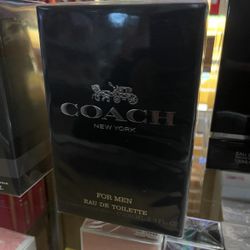 COACH
NEW YORK
FOR MEN
EAU DE TOILETTE